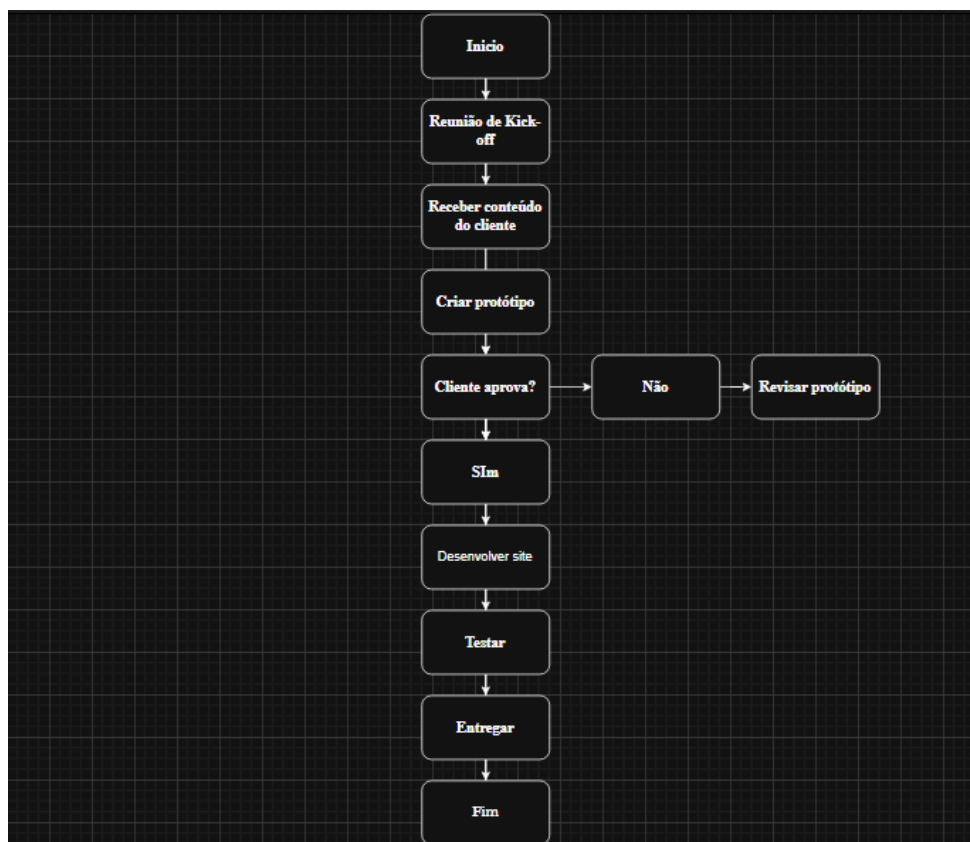 Inicio
Reunião de Kick-
off
Receber conteúdo
do cliente
Criar protótipo
Cliente aprova?
Não
Revisar protótipo
SIm
Desenvolver site
Testar
Entregar
Fim